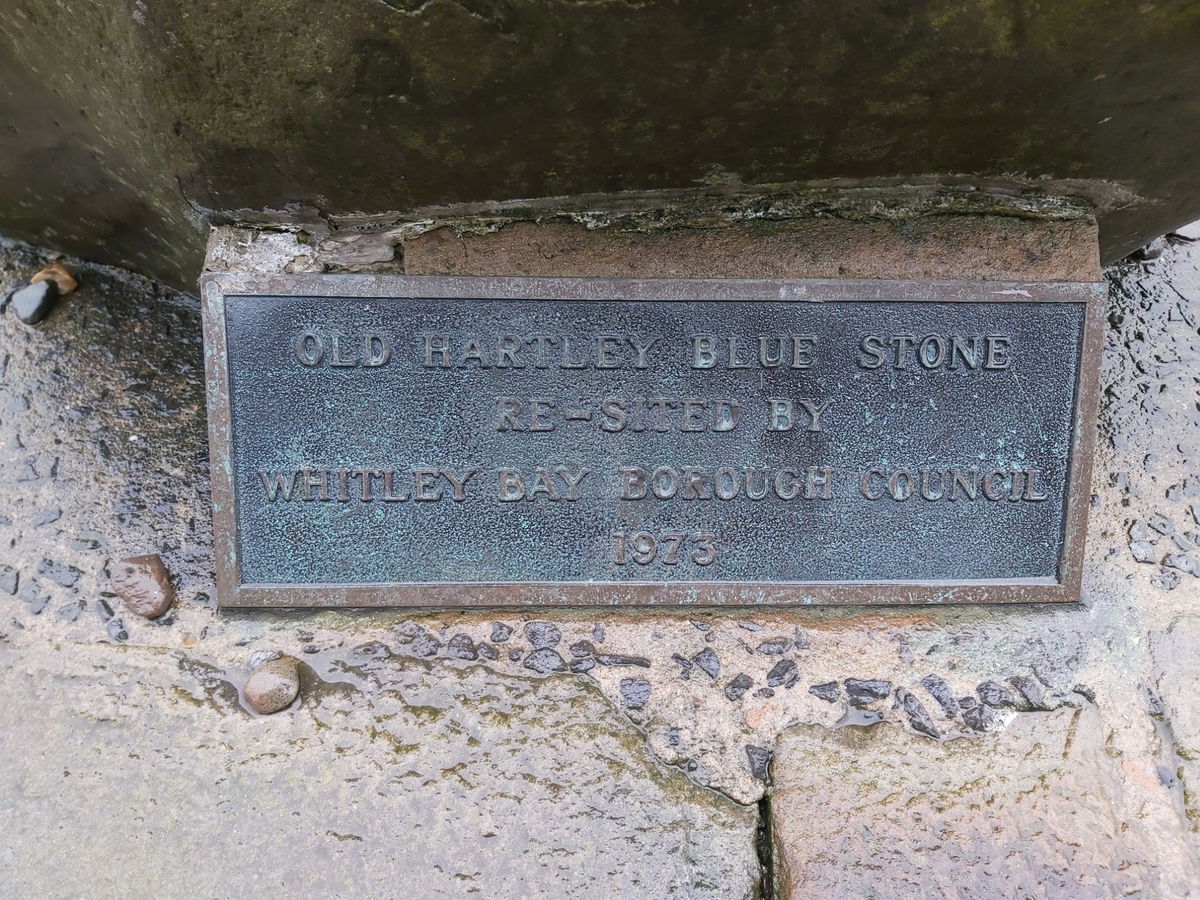 OLD HARTLEY BLUE STONE
RE-SITED BY
WHITLEY BAY BOROUGH COUNCIL
1973